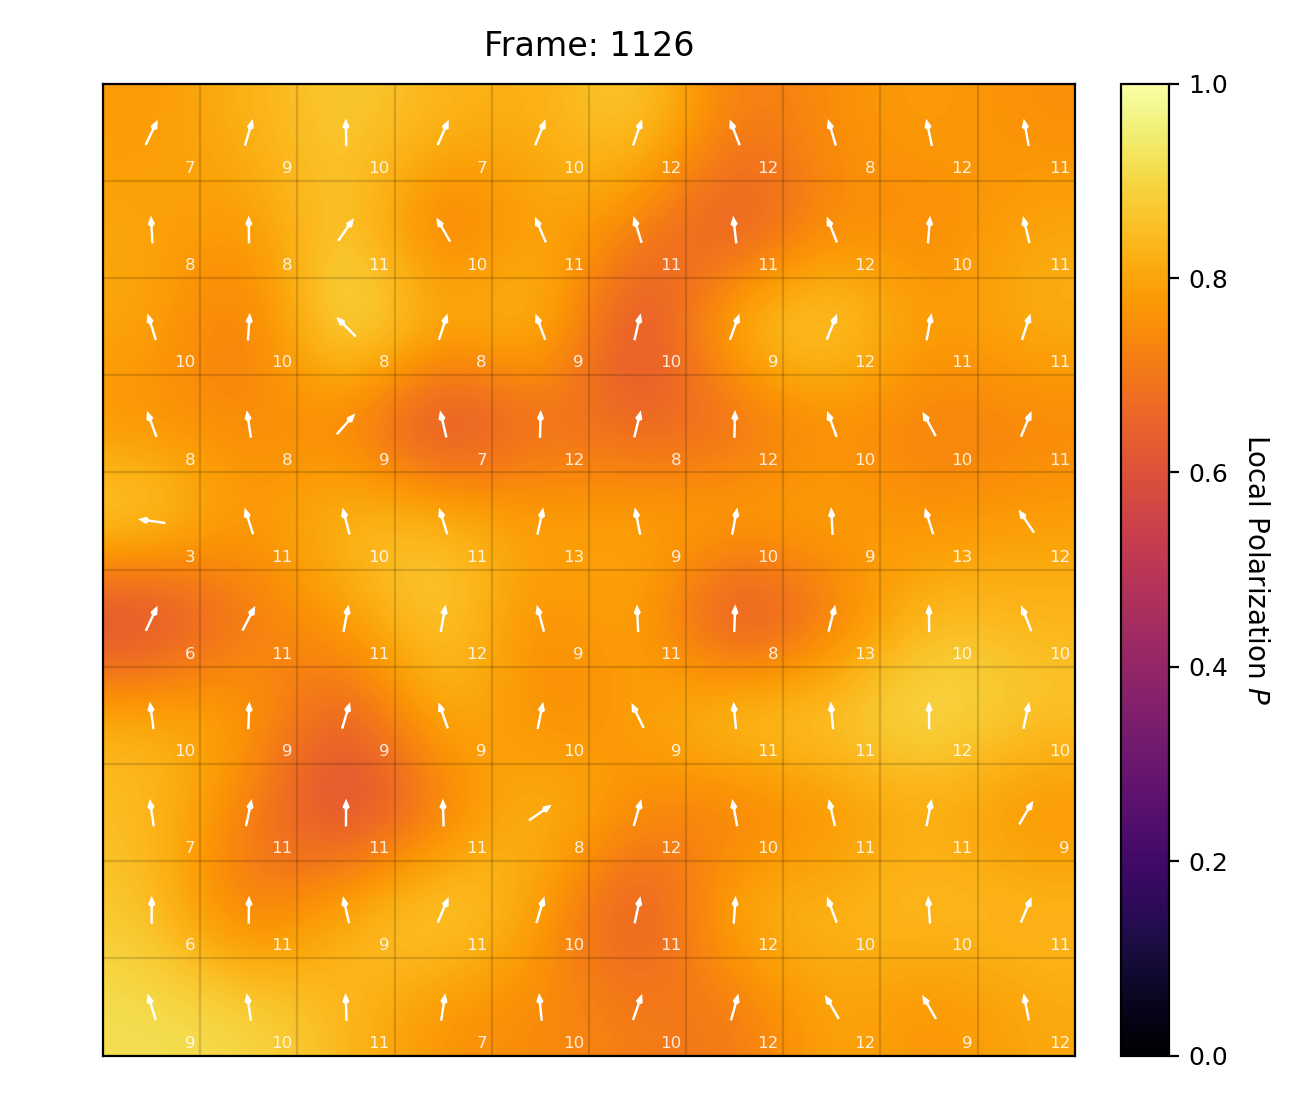 Frame: 1126
7 9 10 7 10 12 12 8 12 11
8 8 11 10 11 11 11 12 10 11
10 10 8 8 9 10 9 12 11 11
8 8 9 7 12 8 12 10 10 11
3 11 10 11 13 9 10 9 13 12
6 11 11 12 9 11 8 13 10 10
10 9 9 9 10 9 11 11 12 10
7 11 11 11 8 12 10 11 11 9
6 11 9 11 10 11 12 10 10 11
9 10 11 7 10 10 12 12 9 12
1.0
0.8
0.6
0.4
0.2
0.0
Local Polarization P